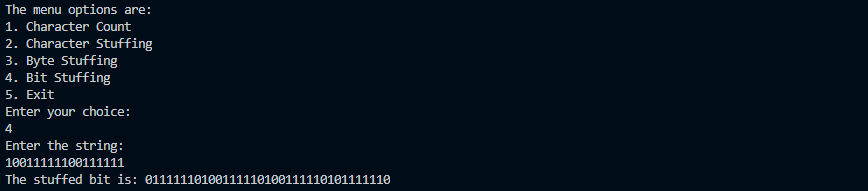 The menu options are:
1. Character Count
2. Character Stuffing
3. Byte Stuffing
4. Bit Stuffing
5. Exit
Enter your choice:
4
Enter the string:
10011111100111111
The stuffed bit is: 01111110100111110100111110101111110